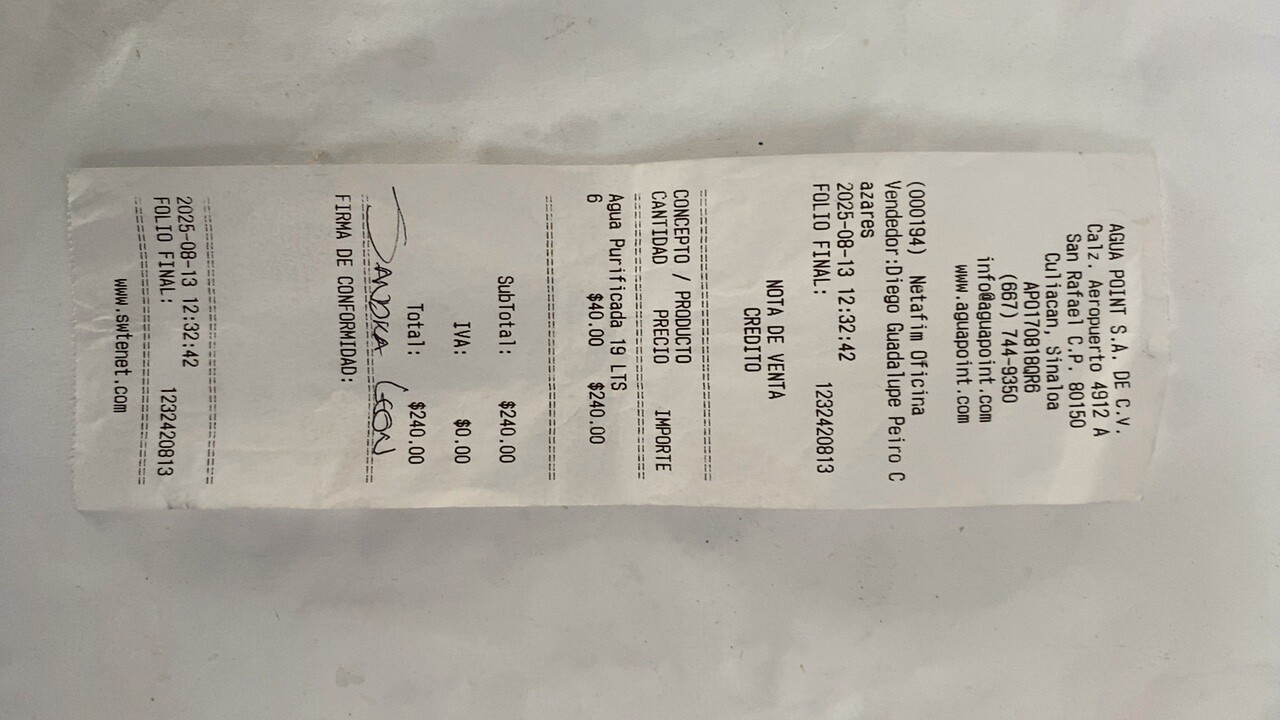 AGUA POINT S.A. DE C.V.
Calz. Aeropuerto 4912 A
San Rafael C.P. 80150
Culiacan, Sinaloa
APO170818QR6
(667) 744-9350
info@aguapoint.com
www.aguapoint.com
(000194) Netafim Oficina
Vendedor:Diego Guadalupe Peiro C
azares
2025-08-13 12:32:42
FOLIO FINAL: 1232420813
NOTA DE VENTA
CREDITO
CONCEPTO / PRODUCTO
CANTIDAD PRECIO IMPORTE
Agua Purificada 19 LTS
6 $40.00 $240.00
SubTotal: $240.00
IVA: $0.00
Total: $240.00
SANDRA LEON
FIRMA DE CONFORMIDAD:
2025-08-13 12:32:42
FOLIO FINAL: 1232420813
www.swtenet.com